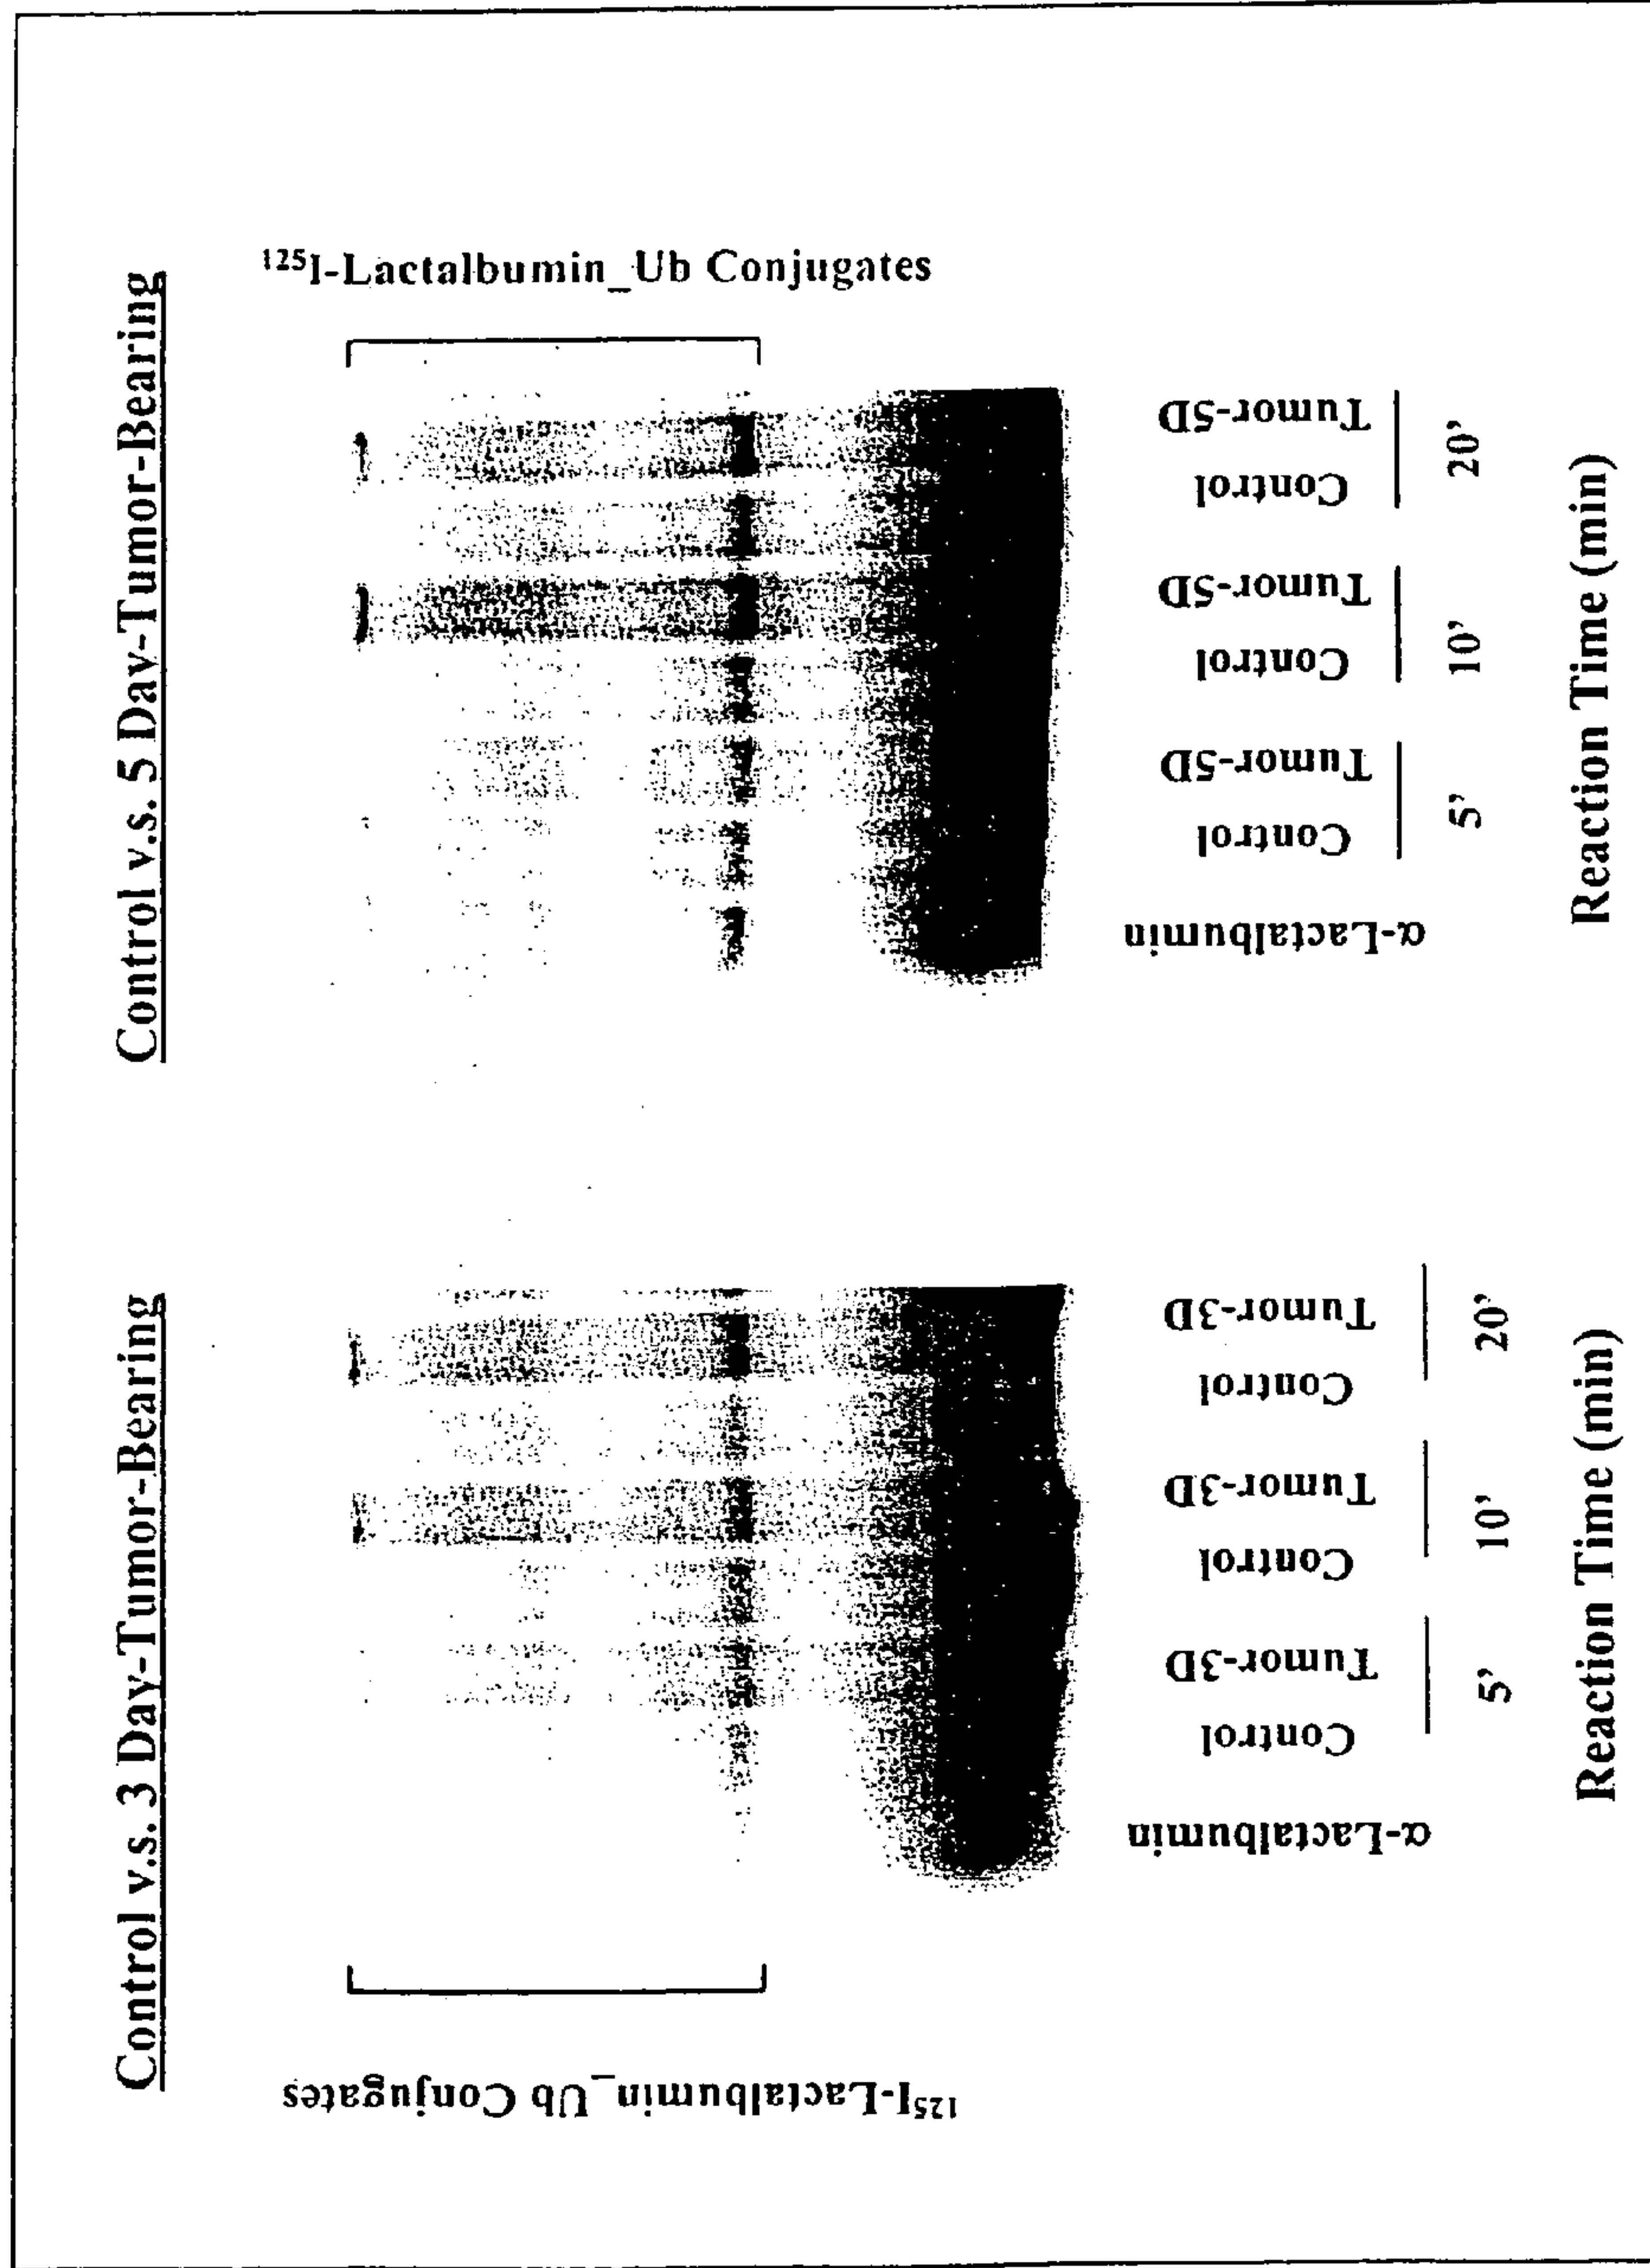 Control v.s. 3 Day-Tumor-Bearing
¹²⁵I-Lactalbumin_Ub Conjugates
α-Lactalbumin
Control
Tumor-3D
Control
Tumor-3D
Control
Tumor-3D
5'
10'
20'
Reaction Time (min)
Control v.s. 5 Day-Tumor-Bearing
¹²⁵I-Lactalbumin_Ub Conjugates
α-Lactalbumin
Control
Tumor-5D
Control
Tumor-5D
Control
Tumor-5D
5'
10'
20'
Reaction Time (min)